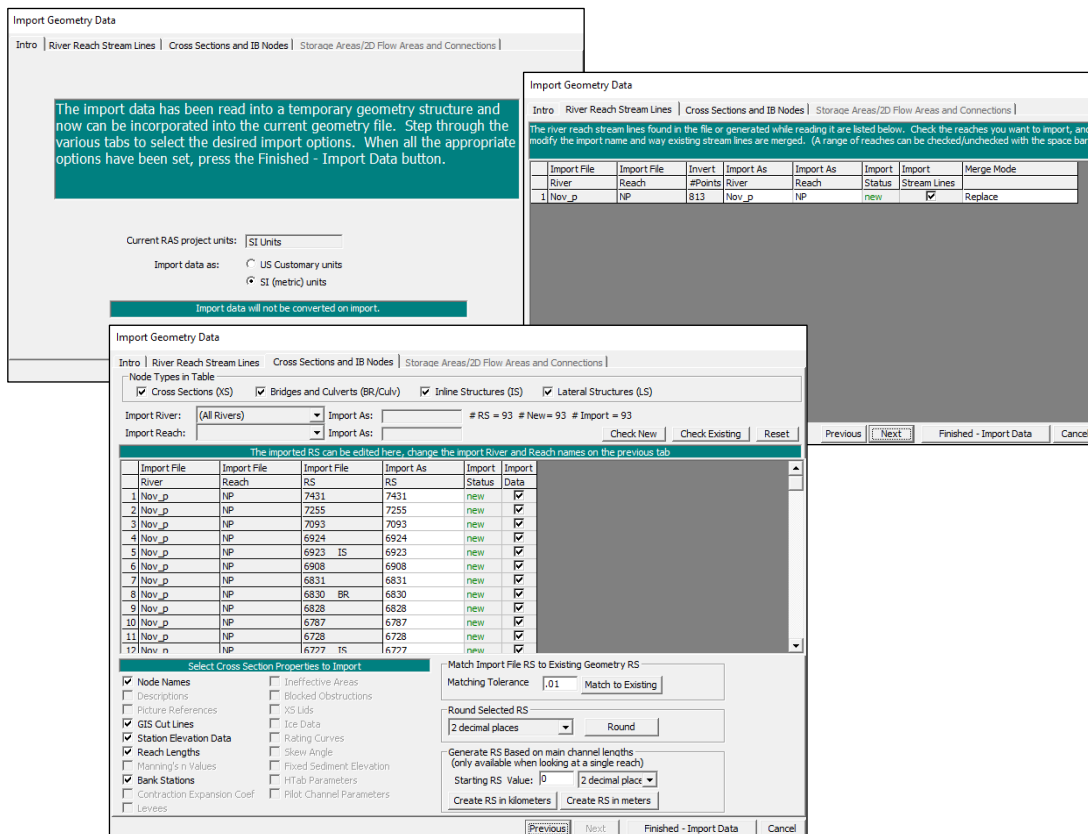 Import Geometry Data
Intro River Reach Stream Lines Cross Sections and IB Nodes Storage Areas/2D Flow Areas and Connections
The import data has been read into a temporary geometry structure and
now can be incorporated into the current geometry file. Step through the
various tabs to select the desired import options. When all the appropriate
options have been set, press the Finished - Import Data button.
Current RAS project units: SI Units
Import data as: US Customary units
SI (metric) units
Import data will not be converted on import.
Import Geometry Data
Intro River Reach Stream Lines Cross Sections and IB Nodes Storage Areas/2D Flow Areas and Connections
The river reach stream lines found in the file or generated while reading it are listed below. Check the reaches you want to import, and
modify the import name and way existing stream lines are merged. (A range of reaches can be checked/unchecked with the space bar
Import File Import File Invert Import As Import As Import Import Merge Mode
River Reach #Points River Reach Status Stream Lines
1 Nov_p NP 813 Nov_p NP new Replace
Previous Next Finished - Import Data Cancel
Import Geometry Data
Intro River Reach Stream Lines Cross Sections and IB Nodes Storage Areas/2D Flow Areas and Connections
Node Types in Table
Cross Sections (XS) Bridges and Culverts (BR/Culv) Inline Structures (IS) Lateral Structures (LS)
Import River: (All Rivers) Import As: # RS = 93 # New= 93 # Import = 93
Import Reach: Import As: Check New Check Existing Reset
The imported RS can be edited here, change the import River and Reach names on the previous tab
Import File Import File Import File Import As Import Import
River Reach RS RS Status Data
1 Nov_p NP 7431 7431 new
2 Nov_p NP 7255 7255 new
3 Nov_p NP 7093 7093 new
4 Nov_p NP 6924 6924 new
5 Nov_p NP 6923 IS 6923 new
6 Nov_p NP 6908 6908 new
7 Nov_p NP 6831 6831 new
8 Nov_p NP 6830 BR 6830 new
9 Nov_p NP 6828 6828 new
10 Nov_p NP 6787 6787 new
11 Nov_p NP 6728 6728 new
12 Nov_p NP 6727 IS 6727 new
Select Cross Section Properties to Import
Node Names Ineffective Areas
Descriptions Blocked Obstructions
Picture References XS Lids
GIS Cut Lines Ice Data
Station Elevation Data Rating Curves
Reach Lengths Skew Angle
Manning's n Values Fixed Sediment Elevation
Bank Stations HTab Parameters
Contraction Expansion Coef Pilot Channel Parameters
Levees
Match Import File RS to Existing Geometry RS
Matching Tolerance .01 Match to Existing
Round Selected RS
2 decimal places Round
Generate RS Based on main channel lengths
(only available when looking at a single reach)
Starting RS Value: 0 2 decimal place
Create RS in kilometers Create RS in meters
Previous Next Finished - Import Data Cancel